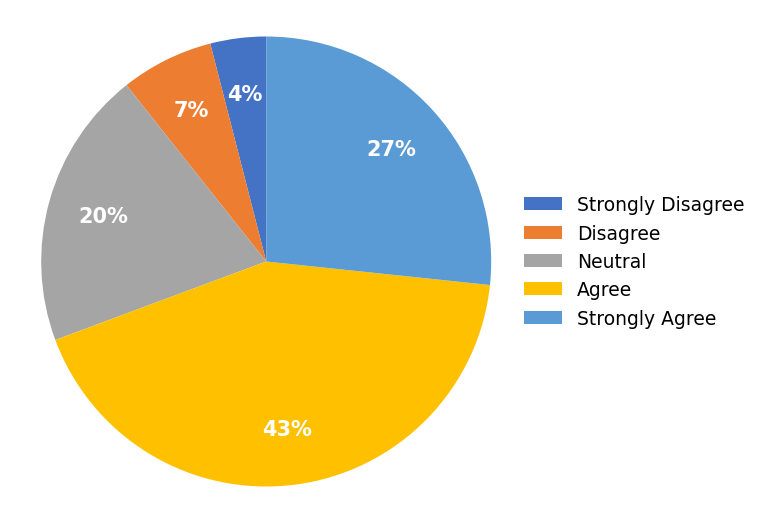 4%
7%
27%
20%
43%
Strongly Disagree
Disagree
Neutral
Agree
Strongly Agree